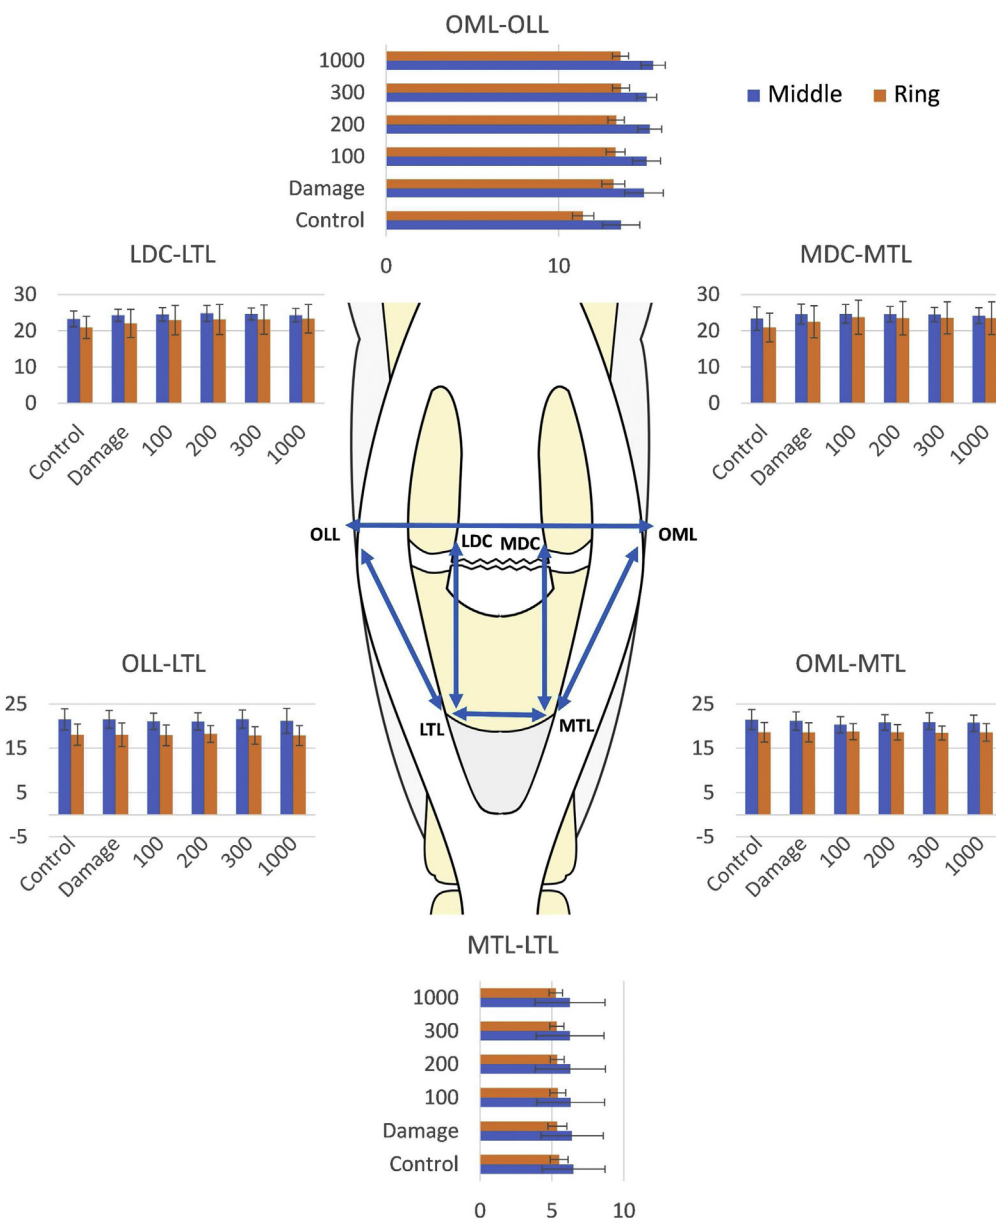 OML-OLL
1000
300
200
100
Damage
Control
0 10
Middle Ring
LDC-LTL
30
20
10
0
Control Damage 100 200 300 1000
MDC-MTL
30
20
10
0
Control Damage 100 200 300 1000
OLL LDC MDC OML
LTL MTL
OLL-LTL
25
15
5
-5
Control Damage 100 200 300 1000
OML-MTL
25
15
5
-5
Control Damage 100 200 300 1000
MTL-LTL
1000
300
200
100
Damage
Control
0 5 10